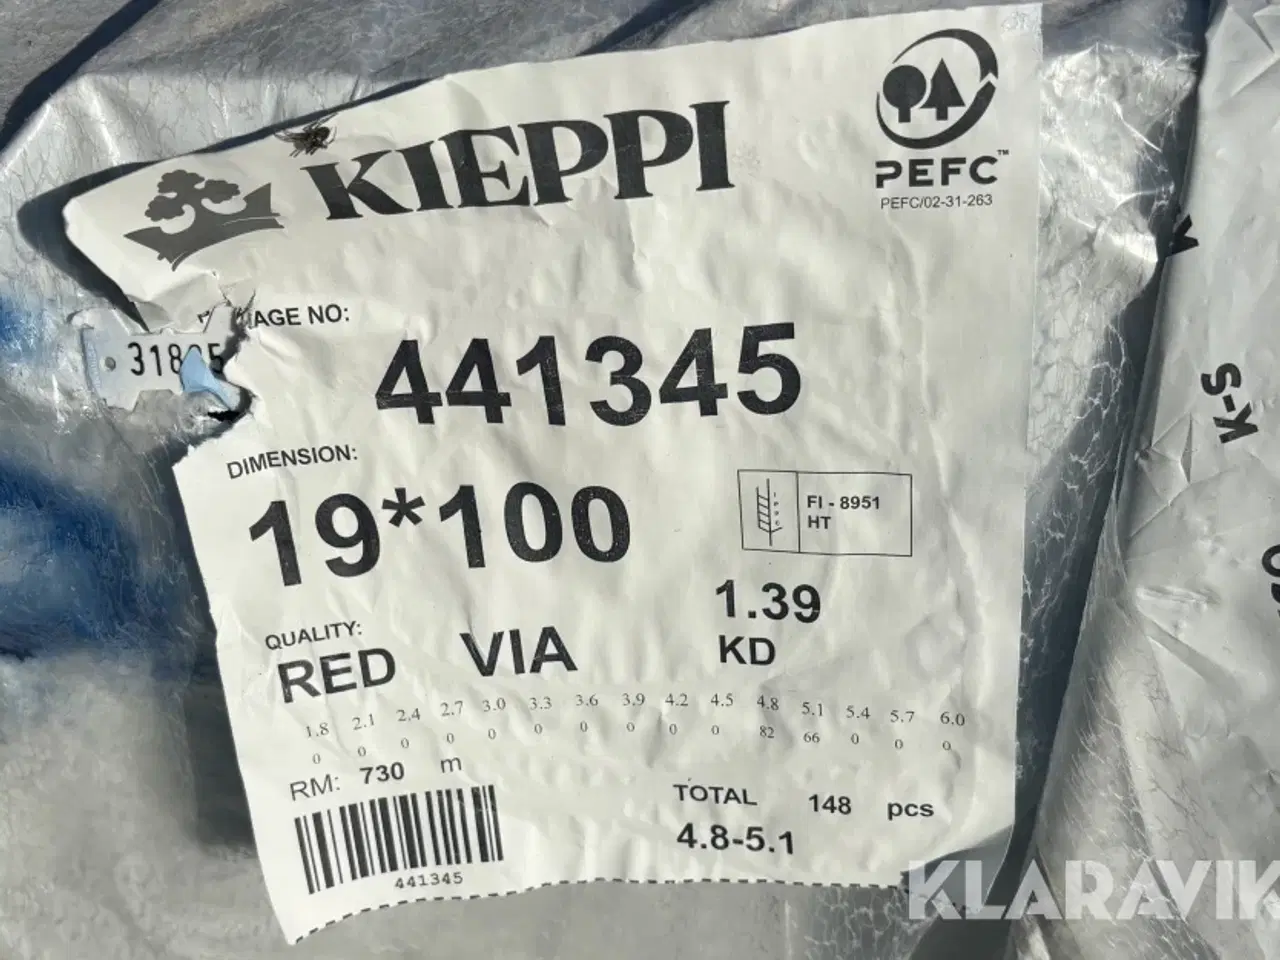 KIEPPI
PEFC™
PEFC/02-31-263
AGE NO:
441345
DIMENSION:
19*100
IPPC
FI - 8951
HT
1.39
KD
QUALITY:
RED VIA
1.8 2.1 2.4 2.7 3.0 3.3 3.6 3.9 4.2 4.5 4.8 5.1 5.4 5.7 6.0
0 0 0 0 0 0 0 0 0 0 82 66 0 0 0
RM: 730 m
TOTAL 148 pcs
4.8-5.1
441345
K-S
KLARAVIK